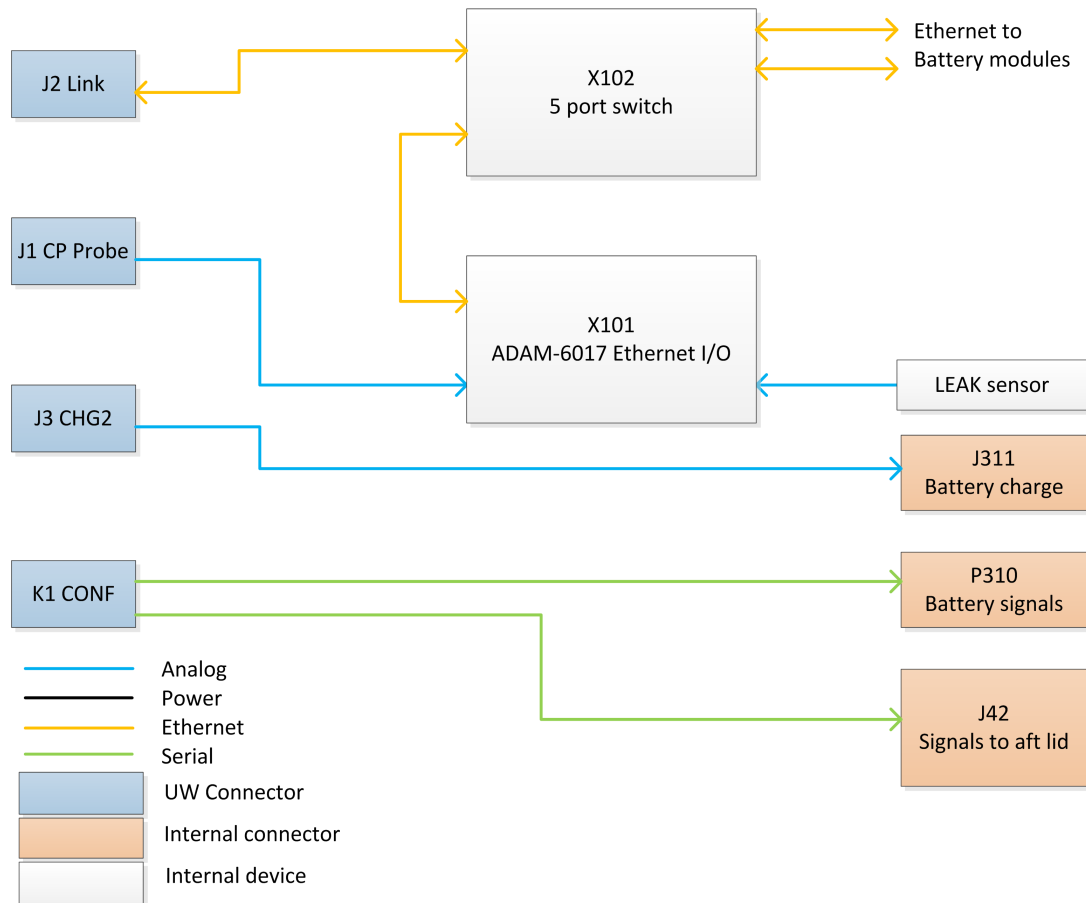 J2 Link
X102
5 port switch
Ethernet to
Battery modules
J1 CP Probe
X101
ADAM-6017 Ethernet I/O
LEAK sensor
J3 CHG2
J311
Battery charge
K1 CONF
P310
Battery signals
J42
Signals to aft lid
Analog
Power
Ethernet
Serial
UW Connector
Internal connector
Internal device